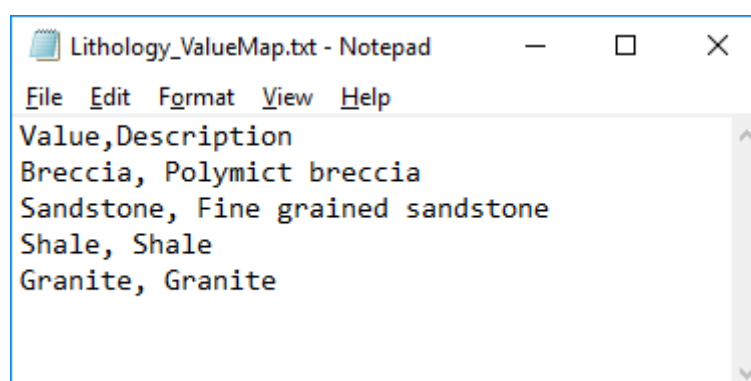 Lithology_ValueMap.txt - Notepad
File Edit Format View Help
Value,Description
Breccia, Polymict breccia
Sandstone, Fine grained sandstone
Shale, Shale
Granite, Granite